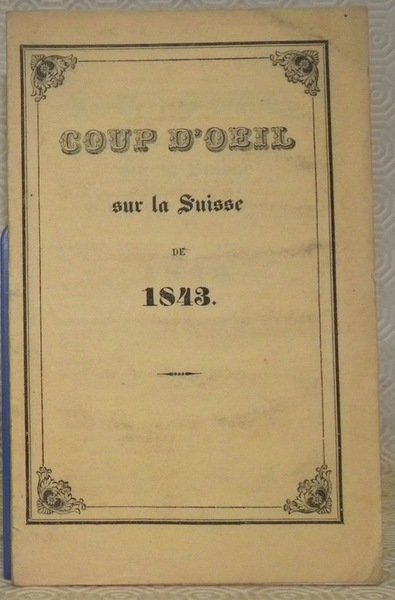 COUP D'OEIL
sur la Suisse
DE
1843.